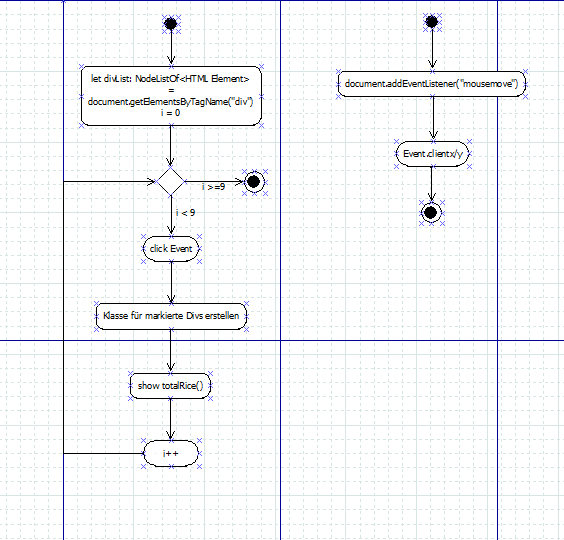 let divList: NodeListOf<HTML Element>
=
document.getElementsByTagName("div")
i = 0
i >=9
i < 9
click Event
Klasse für markierte Divs erstellen
show totalRice()
i++
document.addEventListener("mousemove")
Event.clientx/y